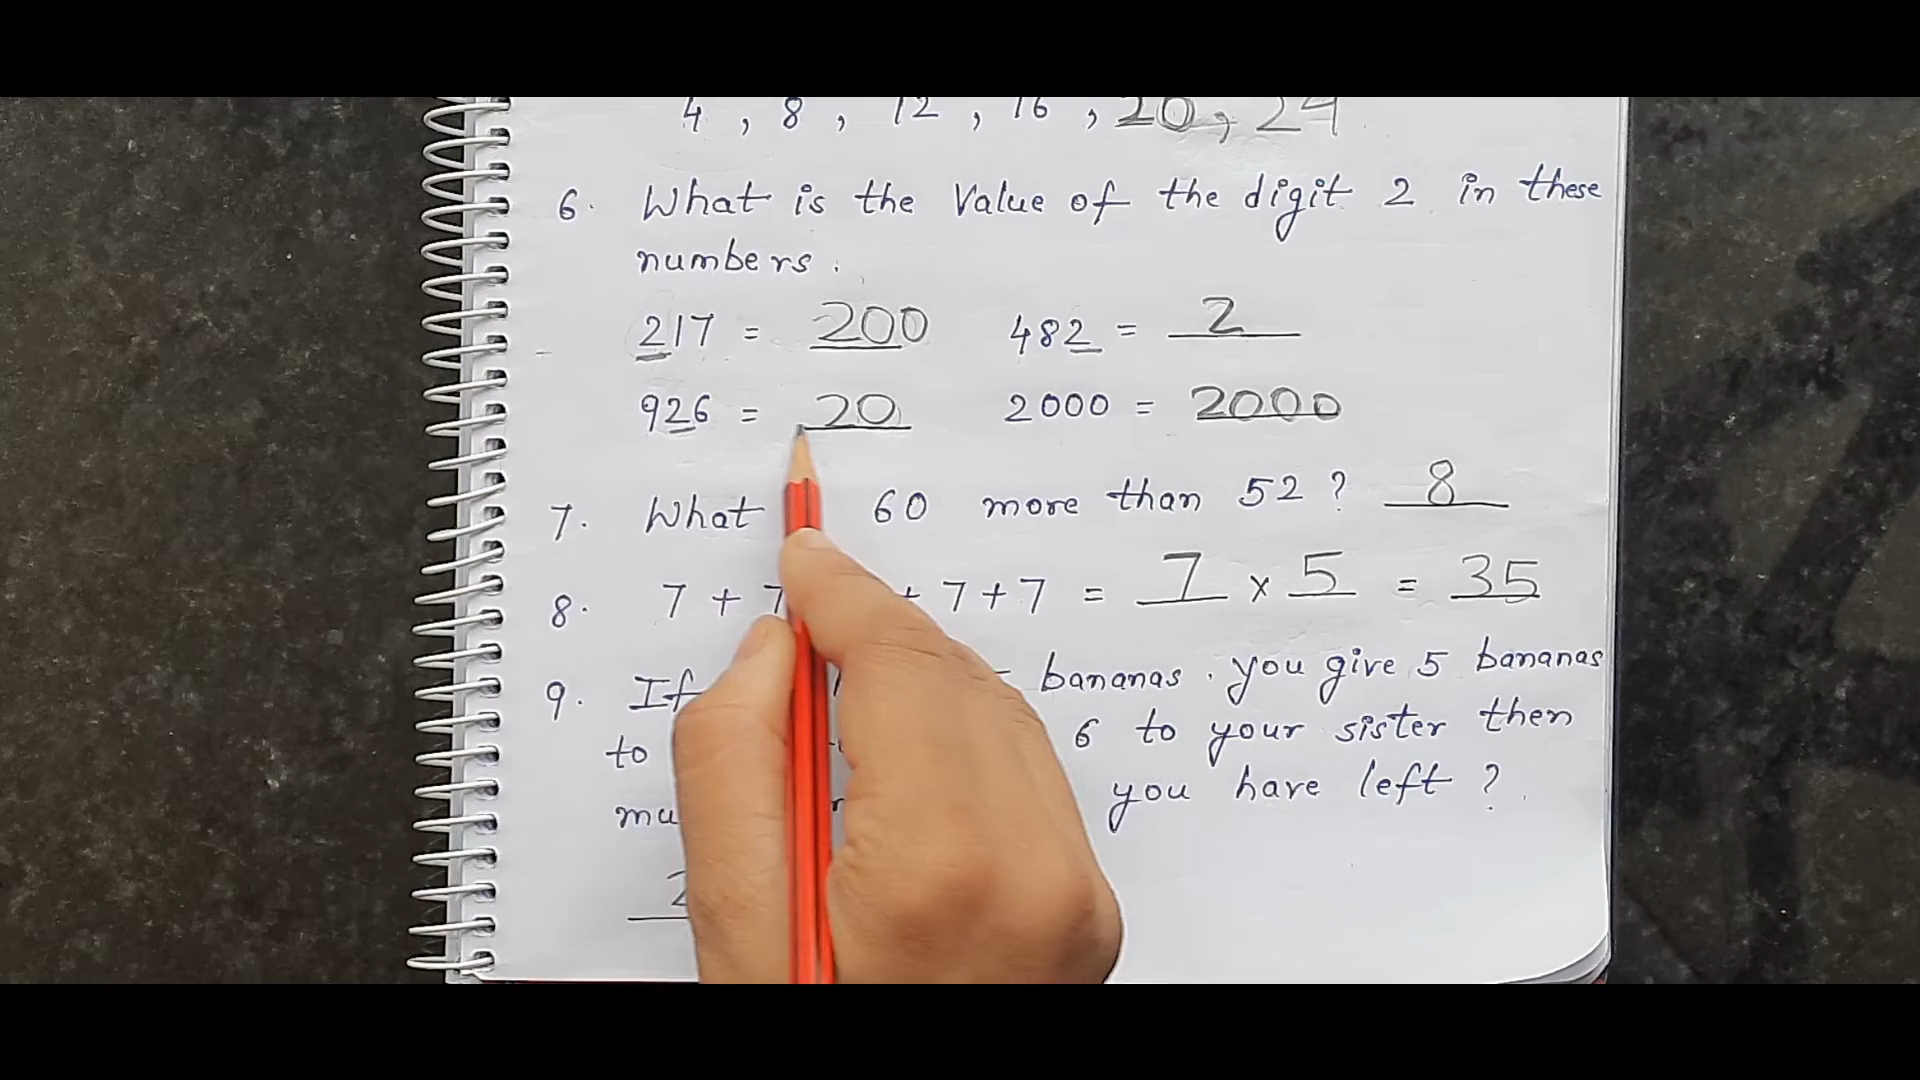 4 , 8 , 12 , 16 , 20 , 24
6. What is the Value of the digit 2 in these
numbers.
217 = 200 482 = 2
926 = 20 2000 = 2000
7. What 60 more than 52 ? 8
8. 7 + 7 + 7 + 7 = 7 x 5 = 35
9. If bananas . you give 5 bananas
to 6 to your sister then
you have left ?
2